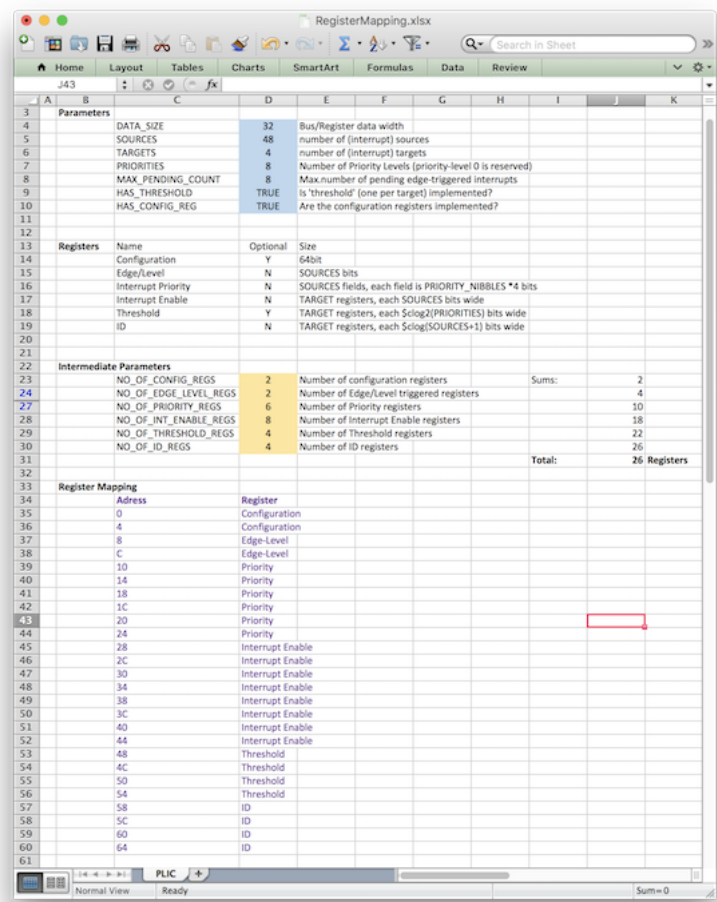 RegisterMapping.xlsx
Search in Sheet
Home Layout Tables Charts SmartArt Formulas Data Review
J43 fx
A B C D E F G H I J K
3 Parameters
4 DATA_SIZE 32 Bus/Register data width
5 SOURCES 48 number of (interrupt) sources
6 TARGETS 4 number of (interrupt) targets
7 PRIORITIES 8 Number of Priority Levels (priority-level 0 is reserved)
8 MAX_PENDING_COUNT 8 Max.number of pending edge-triggered interrupts
9 HAS_THRESHOLD TRUE Is 'threshold' (one per target) implemented?
10 HAS_CONFIG_REG TRUE Are the configuration registers implemented?
11
12
13 Registers Name Optional Size
14 Configuration Y 64bit
15 Edge/Level N SOURCES bits
16 Interrupt Priority N SOURCES fields, each field is PRIORITY_NIBBLES *4 bits
17 Interrupt Enable N TARGET registers, each SOURCES bits wide
18 Threshold Y TARGET registers, each $clog2(PRIORITIES) bits wide
19 ID N TARGET registers, each $clog(SOURCES+1) bits wide
20
21
22 Intermediate Parameters
23 NO_OF_CONFIG_REGS 2 Number of configuration registers Sums: 2
24 NO_OF_EDGE_LEVEL_REGS 2 Number of Edge/Level triggered registers 4
27 NO_OF_PRIORITY_REGS 6 Number of Priority registers 10
28 NO_OF_INT_ENABLE_REGS 8 Number of Interrupt Enable registers 18
29 NO_OF_THRESHOLD_REGS 4 Number of Threshold registers 22
30 NO_OF_ID_REGS 4 Number of ID registers 26
31 Total: 26 Registers
32
33 Register Mapping
34 Adress Register
35 0 Configuration
36 4 Configuration
37 8 Edge-Level
38 C Edge-Level
39 10 Priority
40 14 Priority
41 18 Priority
42 1C Priority
43 20 Priority
44 24 Priority
45 28 Interrupt Enable
46 2C Interrupt Enable
47 30 Interrupt Enable
48 34 Interrupt Enable
49 38 Interrupt Enable
50 3C Interrupt Enable
51 40 Interrupt Enable
52 44 Interrupt Enable
53 48 Threshold
54 4C Threshold
55 50 Threshold
56 54 Threshold
57 58 ID
58 5C ID
59 60 ID
60 64 ID
61
PLIC
Normal View Ready Sum=0